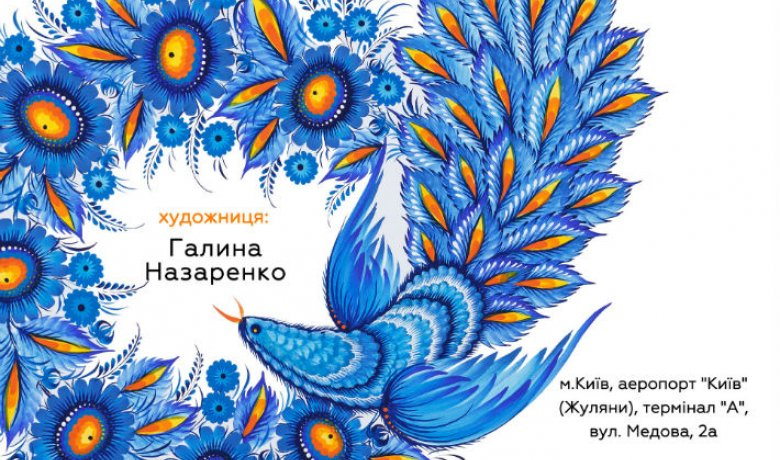 художниця:
Галина
Назаренко
м.Київ, аеропорт "Київ"
(Жуляни), термінал "А",
вул. Медова, 2а